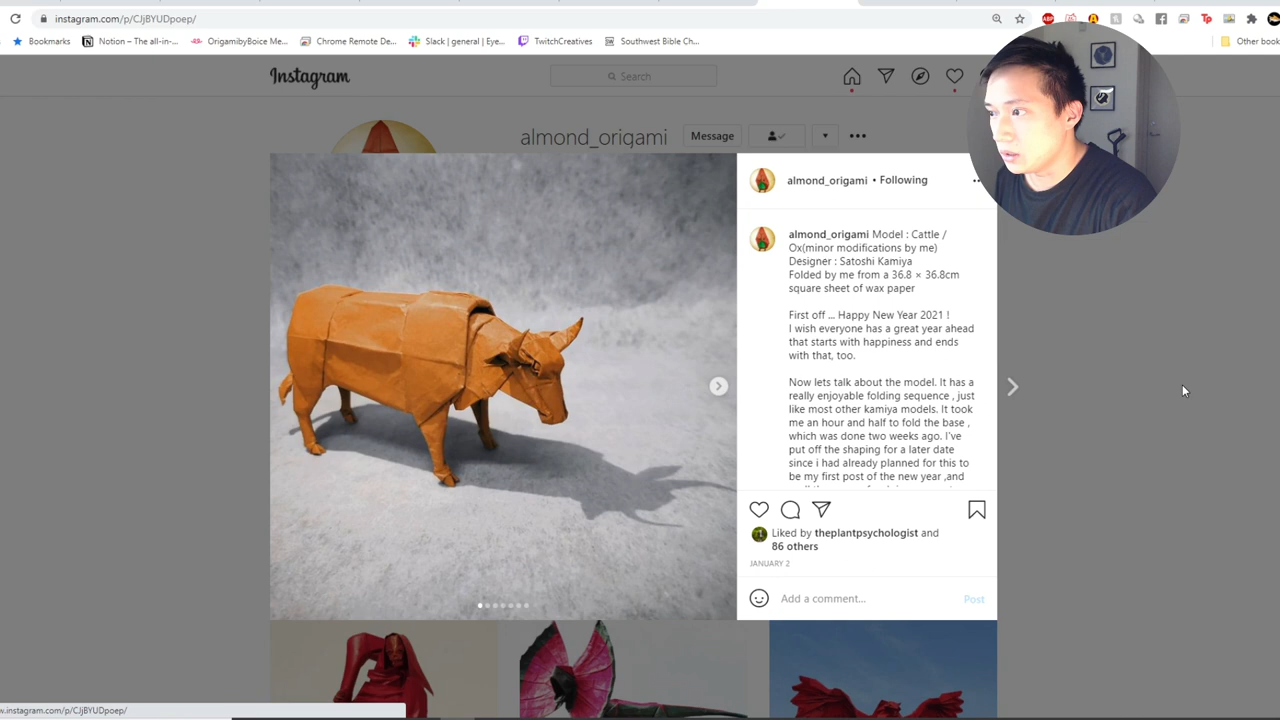 instagram.com/p/CJjBYUDpoep/
Bookmarks Notion – The all-in-... OrigamibyBoice Me... Chrome Remote De... Slack | general | Eye... TwitchCreatives Southwest Bible Ch... Other book
Instagram Search
almond_origami Message
almond_origami • Following
almond_origami Model : Cattle /
Ox(minor modifications by me)
Designer : Satoshi Kamiya
Folded by me from a 36.8 × 36.8cm
square sheet of wax paper
First off ... Happy New Year 2021 !
I wish everyone has a great year ahead
that starts with happiness and ends
with that, too.
Now lets talk about the model. It has a
really enjoyable folding sequence , just
like most other kamiya models. It took
me an hour and half to fold the base ,
which was done two weeks ago. I've
put off the shaping for a later date
since i had already planned for this to
be my first post of the new year ,and
Liked by theplantpsychologist and
86 others
JANUARY 2
Add a comment... Post
w.instagram.com/p/CJjBYUDpoep/